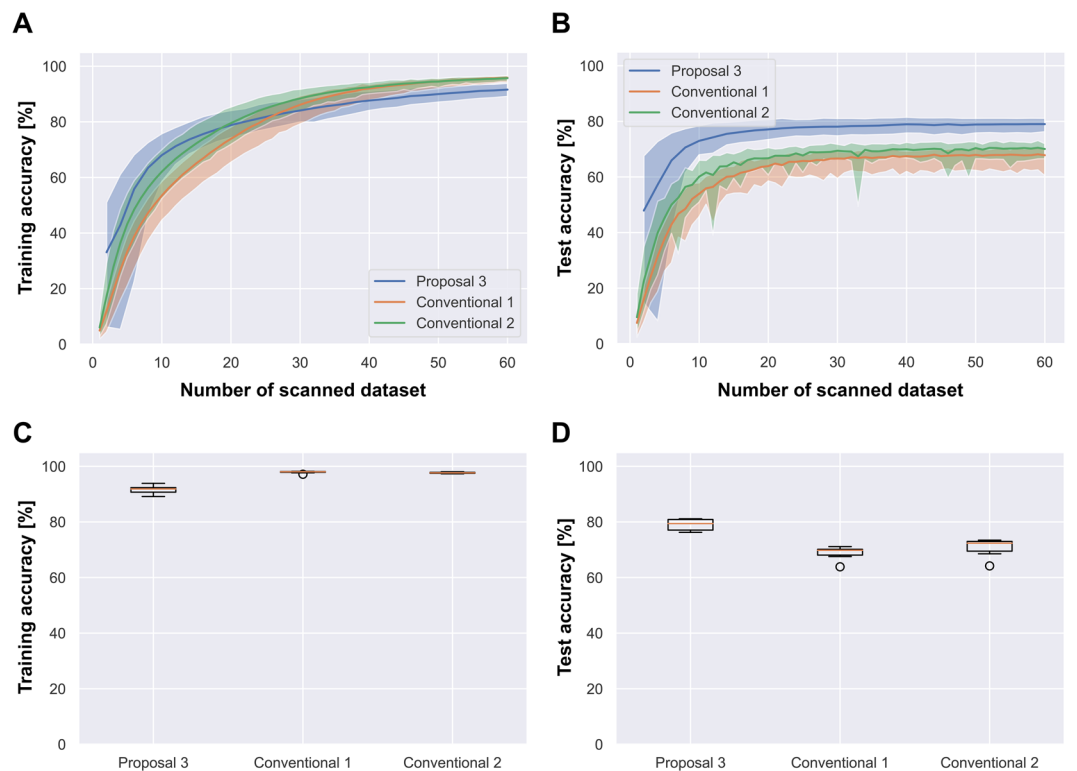 A
Training accuracy [%]
100
80
60
40
20
0
Proposal 3
Conventional 1
Conventional 2
0 10 20 30 40 50 60
Number of scanned dataset
B
Test accuracy [%]
100
80
60
40
20
0
Proposal 3
Conventional 1
Conventional 2
0 10 20 30 40 50 60
Number of scanned dataset
C
Training accuracy [%]
100
80
60
40
20
0
Proposal 3 Conventional 1 Conventional 2
D
Test accuracy [%]
100
80
60
40
20
0
Proposal 3 Conventional 1 Conventional 2